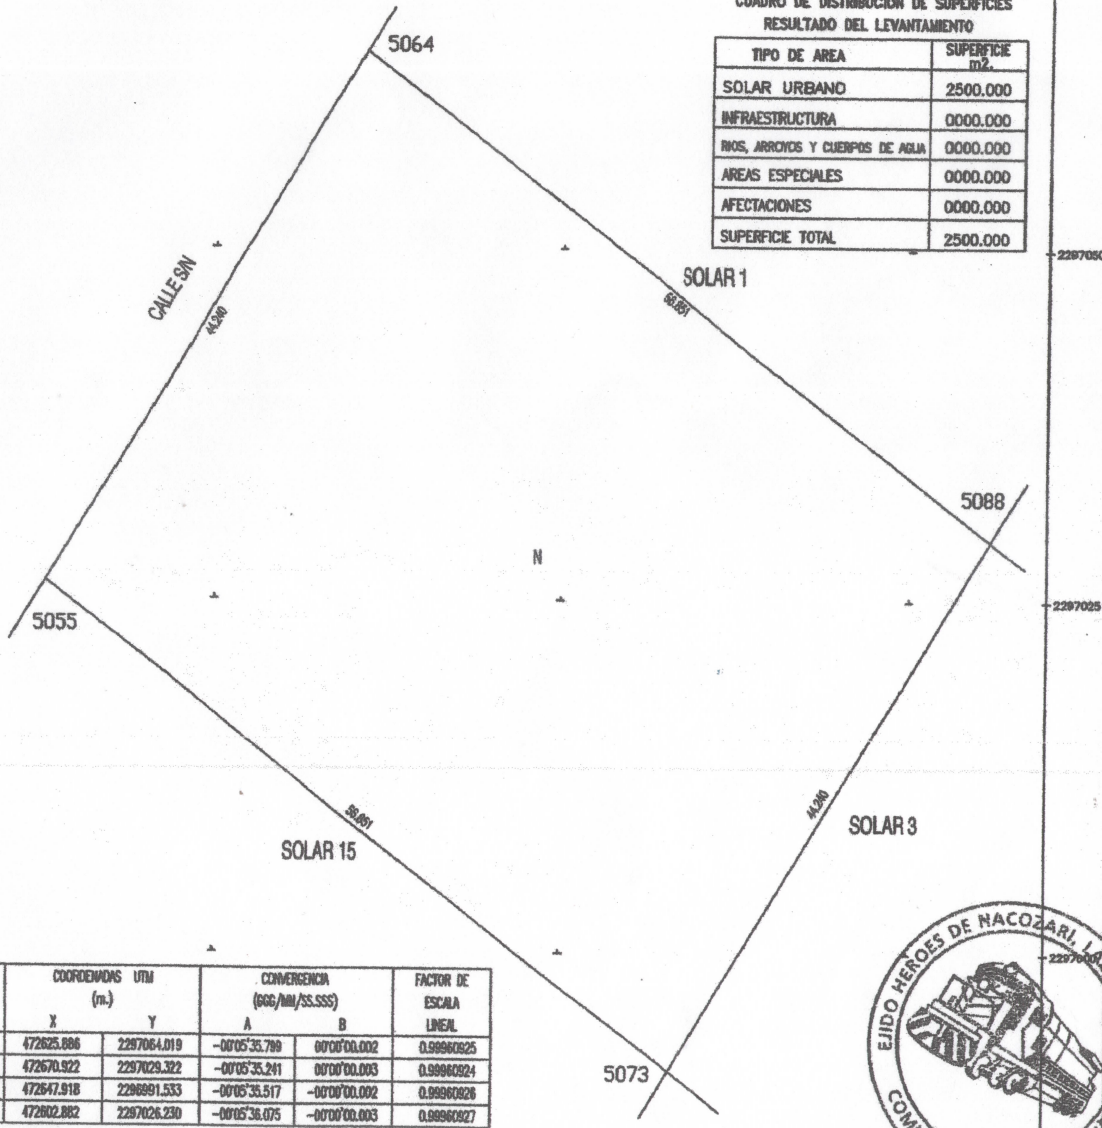 CUADRO DE DISTRIBUCION DE SUPERFICIES
RESULTADO DEL LEVANTAMIENTO
TIPO DE AREA SUPERFICIE m2.
SOLAR URBANO 2500.000
INFRAESTRUCTURA 0000.000
RIOS, ARROYOS Y CUERPOS DE AGUA 0000.000
AREAS ESPECIALES 0000.000
AFECTACIONES 0000.000
SUPERFICIE TOTAL 2500.000
5064
2297050
SOLAR 1
56.851
CALLE S/N
44.240
5088
N
2297025
5055
44.240
SOLAR 3
56.851
SOLAR 15
5073
2297000
EJIDO HEROES DE NACOZARI,
COORDENADAS UTM
(m.)
X Y
CONVERGENCIA
(GGG/MM/SS.SSS)
A B
FACTOR DE
ESCALA
LINEAL
472625.886 2297064.019 -00°05'35.799 00°00'00.002 0.99960925
472670.922 2297029.322 -00°05'35.241 00°00'00.003 0.99960924
472647.918 2296991.533 -00°05'35.517 -00°00'00.002 0.99960926
472602.882 2297026.230 -00°05'36.075 -00°00'00.003 0.99960927